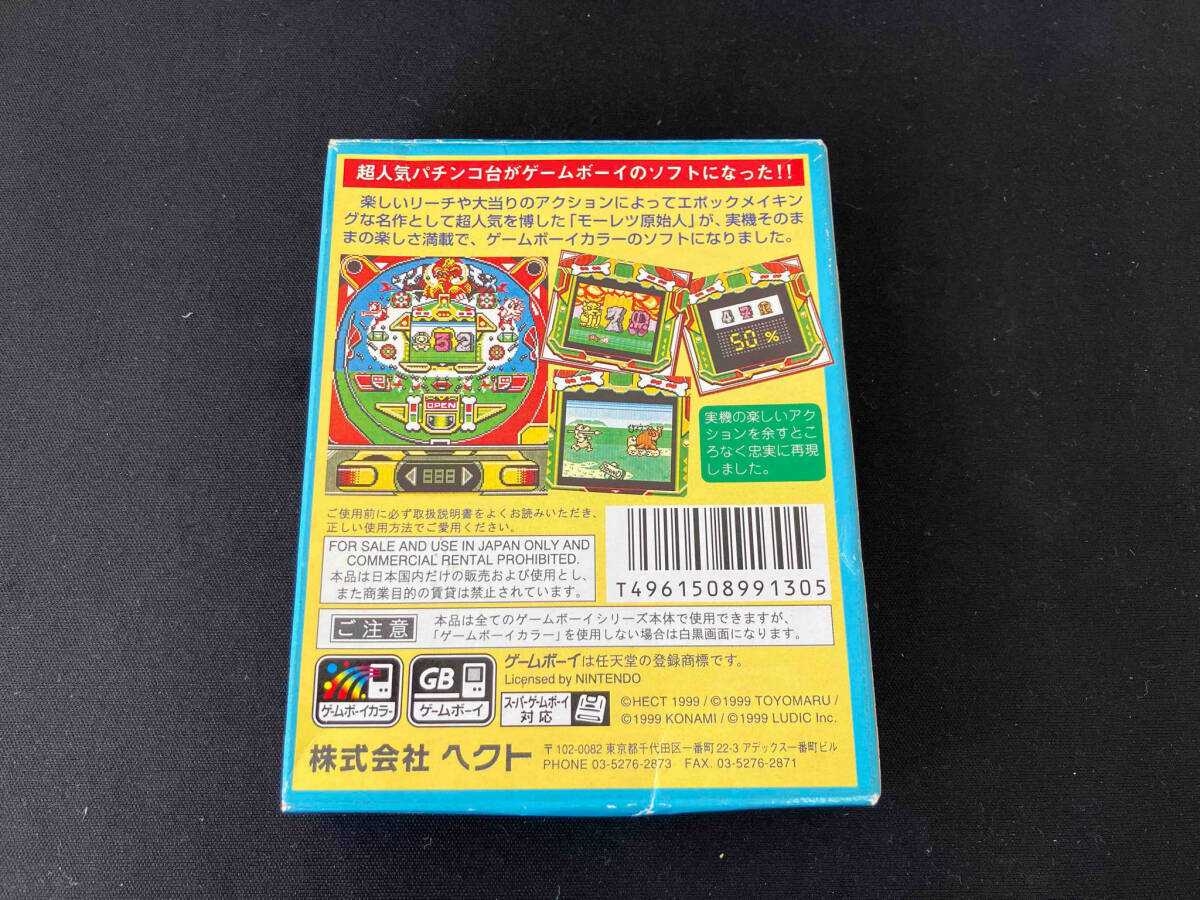 超人気パチンコ台がゲームボーイのソフトになった!!
楽しいリーチや大当りのアクションによってエポックメイキン
グな名作として超人気を博した「モーレツ原始人」が、実機そのま
まの楽しさ満載で、ゲームボーイカラーのソフトになりました。
3 2
OPEN
7
4
50 %
実機の楽しいアク
ションを余すとこ
ろなく忠実に再現
しました。
ご使用前に必ず取扱説明書をよくお読みいただき、
正しい使用方法でご愛用ください。
FOR SALE AND USE IN JAPAN ONLY AND
COMMERCIAL RENTAL PROHIBITED.
本品は日本国内だけの販売および使用とし、
また商業目的の賃貸は禁止されています。
T4961508991305
ご注意
本品は全てのゲームボーイシリーズ本体で使用できますが、
「ゲームボーイカラー」を使用しない場合は白黒画面になります。
ゲームボーイカラー
GB
ゲームボーイ
ゲームボーイは任天堂の登録商標です。
Licensed by NINTENDO
スーパーゲームボーイ
対応
©HECT 1999 / ©1999 TOYOMARU /
©1999 KONAMI / ©1999 LUDIC Inc.
株式会社 ヘクト
〒102-0082 東京都千代田区一番町22-3 アデックス一番町ビル
PHONE 03-5276-2873 FAX. 03-5276-2871